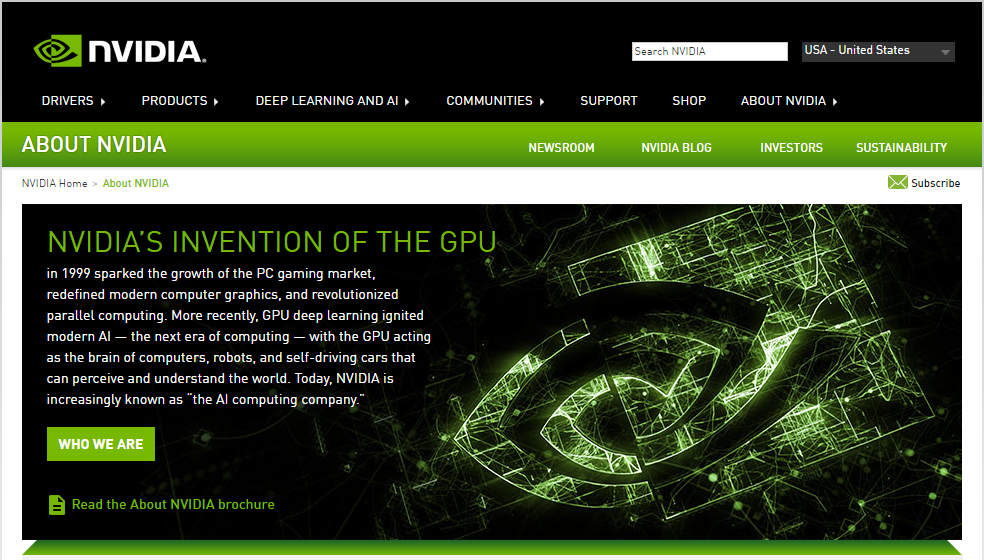 NVIDIA.
Search NVIDIA
USA - United States
DRIVERS
PRODUCTS
DEEP LEARNING AND AI
COMMUNITIES
SUPPORT
SHOP
ABOUT NVIDIA
ABOUT NVIDIA
NEWSROOM
NVIDIA BLOG
INVESTORS
SUSTAINABILITY
NVIDIA Home > About NVIDIA
Subscribe
NVIDIA'S INVENTION OF THE GPU
in 1999 sparked the growth of the PC gaming market,
redefined modern computer graphics, and revolutionized
parallel computing. More recently, GPU deep learning ignited
modern AI — the next era of computing — with the GPU acting
as the brain of computers, robots, and self-driving cars that
can perceive and understand the world. Today, NVIDIA is
increasingly known as “the AI computing company.”
WHO WE ARE
Read the About NVIDIA brochure